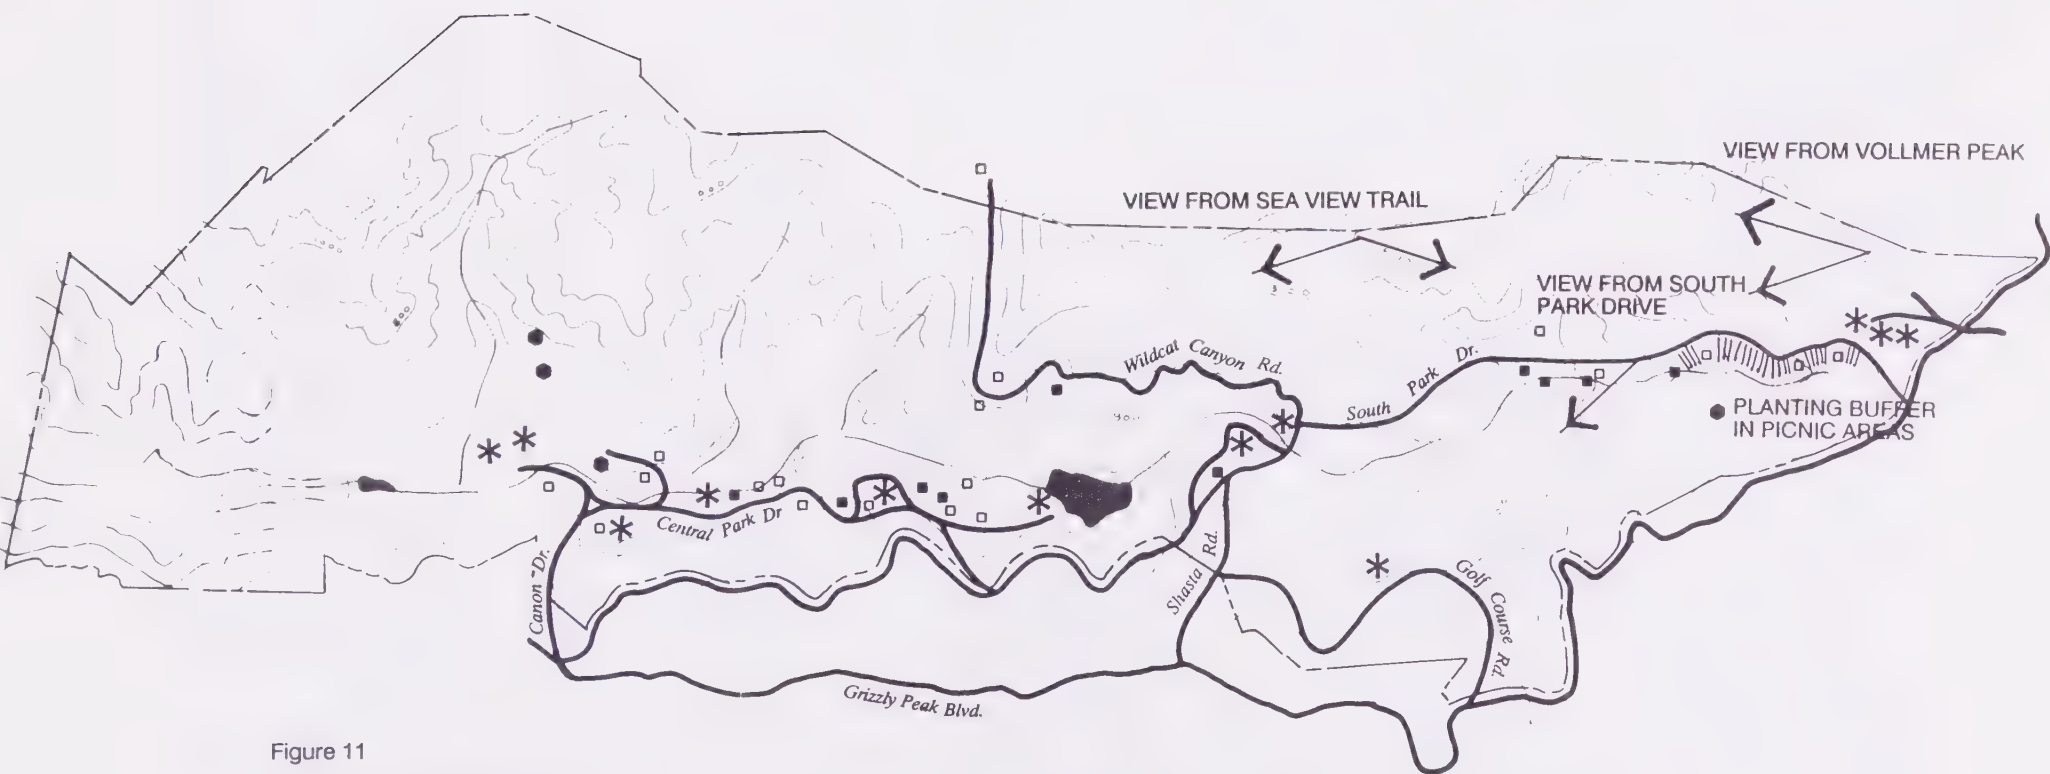 VIEW FROM VOLLMER PEAK
VIEW FROM SEA VIEW TRAIL
VIEW FROM SOUTH
PARK DRIVE
Wildcat Canyon Rd.
South Park Dr.
PLANTING BUFFER
IN PICNIC AREAS
Central Park Dr
Canon Dr.
Shasta Rd.
Golf Course Rd.
Grizzly Peak Blvd.
Figure 11